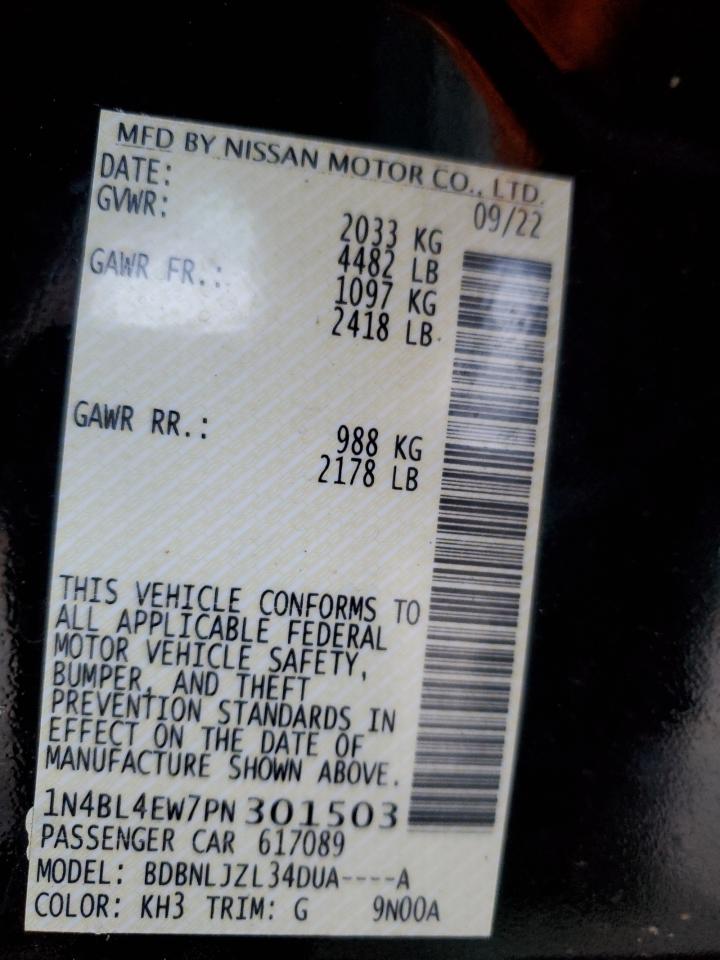 MFD BY NISSAN MOTOR CO., LTD.
DATE: 09/22
GVWR: 2033 KG
4482 LB
GAWR FR.: 1097 KG
2418 LB
GAWR RR.: 988 KG
2178 LB
THIS VEHICLE CONFORMS TO
ALL APPLICABLE FEDERAL
MOTOR VEHICLE SAFETY,
BUMPER, AND THEFT
PREVENTION STANDARDS IN
EFFECT ON THE DATE OF
MANUFACTURE SHOWN ABOVE.
1N4BL4EW7PN301503
PASSENGER CAR 617089
MODEL: BDBNLJZL34DUA----A
COLOR: KH3 TRIM: G 9N00A